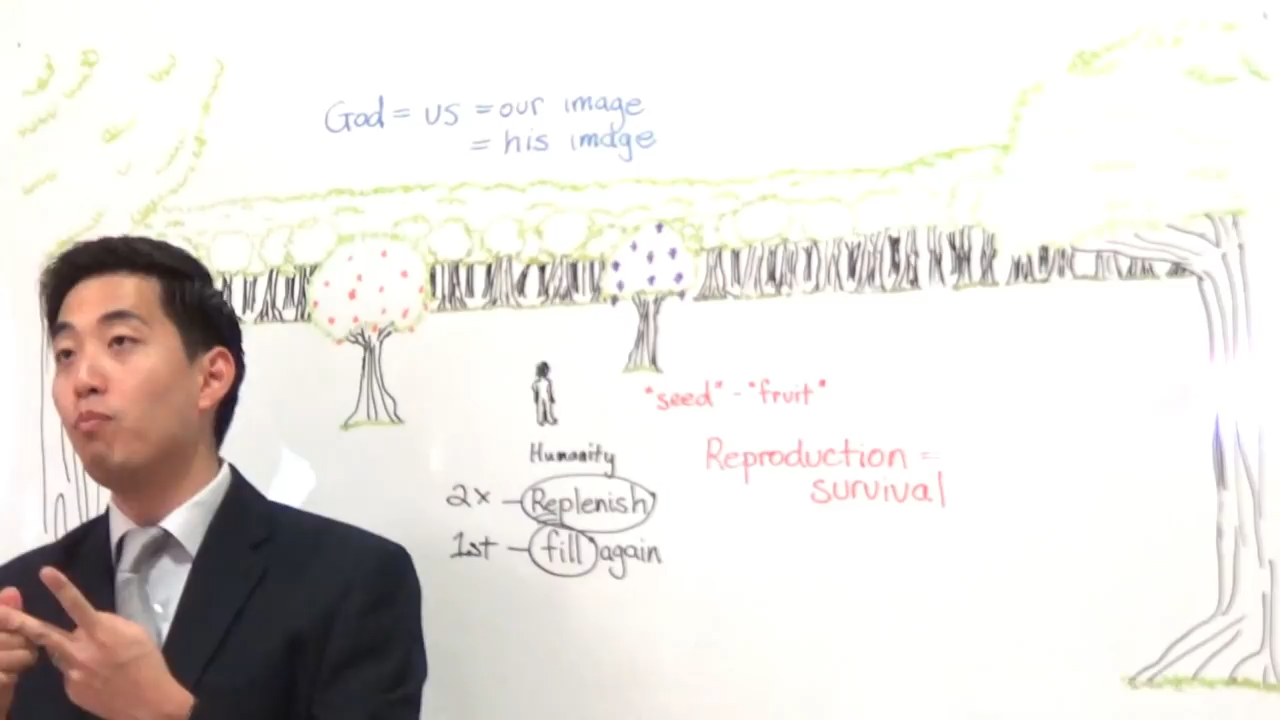 God = us = our image
= his image
"seed" - "fruit"
Humanity
Reproduction =
survival
2x - Replenish
1st - fill again